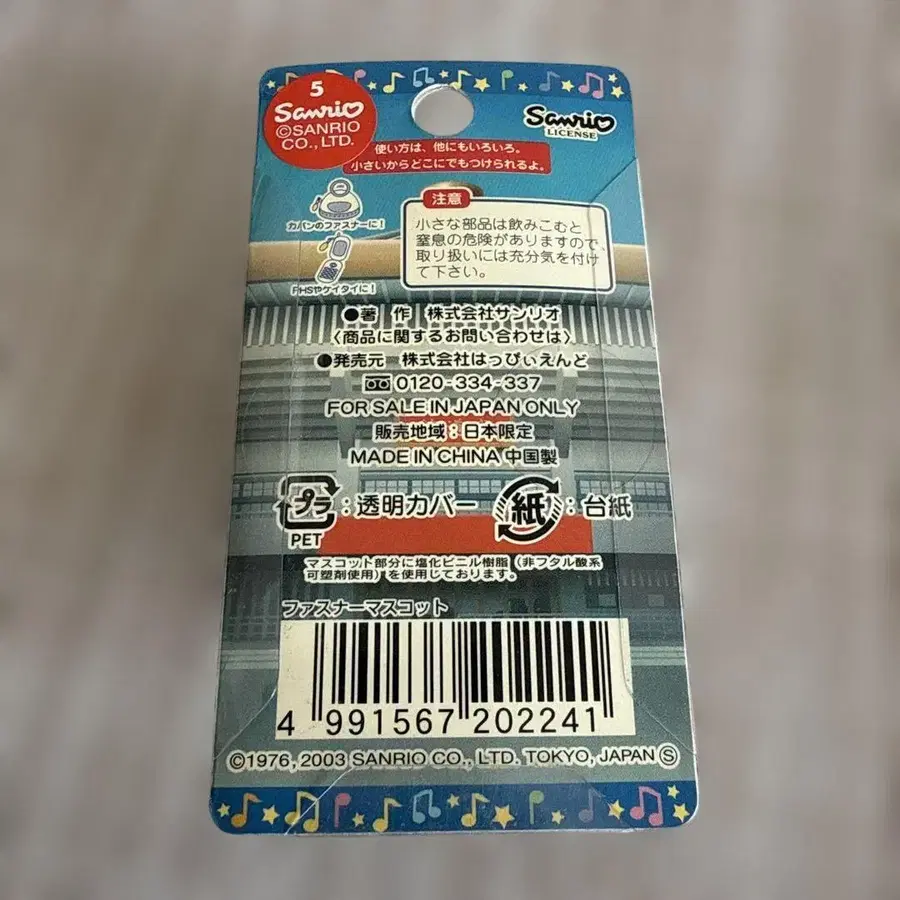 5
Sanrio
©SANRIO
CO., LTD.
Sanrio
LICENSE
使い方は、他にもいろいろ。
小さいからどこにでもつけられるよ。
カバンのファスナーに!
PHSやケイタイに!
注意
小さな部品は飲みこむと
窒息の危険がありますので、
取り扱いには充分気を付け
て下さい。
●著 作 株式会社サンリオ
〈商品に関するお問い合わせは〉
●発売元 株式会社はっぴぃえんど
0120-334-337
FOR SALE IN JAPAN ONLY
販売地域:日本限定
MADE IN CHINA 中国製
プラ:透明カバー
PET
紙:台紙
マスコット部分に塩化ビニル樹脂(非フタル酸系
可塑剤使用)を使用しております。
ファスナーマスコット
4 991567 202241
©1976, 2003 SANRIO CO., LTD. TOKYO, JAPAN Ⓢ